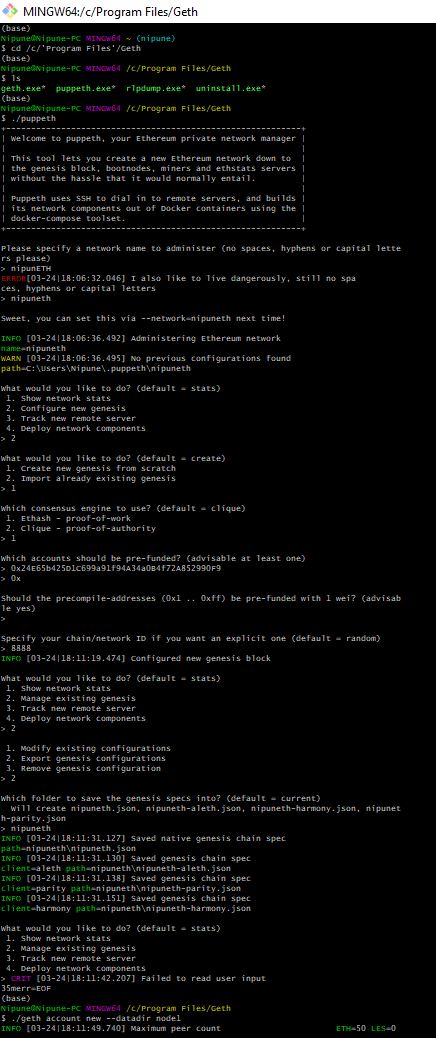 MINGW64:/c/Program Files/Geth
(base)
Nipune@Nipune-PC MINGW64 ~ (nipune)
$ cd /c/'Program Files'/Geth
(base)
Nipune@Nipune-PC MINGW64 /c/Program Files/Geth
$ ls
geth.exe*  puppeth.exe*  rlpdump.exe*  uninstall.exe*
(base)
Nipune@Nipune-PC MINGW64 /c/Program Files/Geth
$ ./puppeth
+-----------------------------------------------------------+
| Welcome to puppeth, your Ethereum private network manager |
|                                                           |
| This tool lets you create a new Ethereum network down to  |
| the genesis block, bootnodes, miners and ethstats servers |
| without the hassle that it would normally entail.         |
|                                                           |
| Puppeth uses SSH to dial in to remote servers, and builds |
| its network components out of Docker containers using the |
| docker-compose toolset.                                   |
+-----------------------------------------------------------+
Please specify a network name to administer (no spaces, hyphens or capital lette
rs please)
> nipunETH
ERROR[03-24|18:06:32.046] I also like to live dangerously, still no spa
ces, hyphens or capital letters
> nipuneth
Sweet, you can set this via --network=nipuneth next time!
INFO [03-24|18:06:36.492] Administering Ethereum network
name=nipuneth
WARN [03-24|18:06:36.495] No previous configurations found
path=C:\Users\Nipune\.puppeth\nipuneth
What would you like to do? (default = stats)
 1. Show network stats
 2. Configure new genesis
 3. Track new remote server
 4. Deploy network components
> 2
What would you like to do? (default = create)
 1. Create new genesis from scratch
 2. Import already existing genesis
> 1
Which consensus engine to use? (default = clique)
 1. Ethash - proof-of-work
 2. Clique - proof-of-authority
> 1
Which accounts should be pre-funded? (advisable at least one)
> 0x24E65b425D1C699a91f94A34a0B4f72A852990F9
> 0x
Should the precompile-addresses (0x1 .. 0xff) be pre-funded with 1 wei? (advisab
le yes)
>
Specify your chain/network ID if you want an explicit one (default = random)
> 8888
INFO [03-24|18:11:19.474] Configured new genesis block
What would you like to do? (default = stats)
 1. Show network stats
 2. Manage existing genesis
 3. Track new remote server
 4. Deploy network components
> 2
 1. Modify existing configurations
 2. Export genesis configurations
 3. Remove genesis configuration
> 2
Which folder to save the genesis specs into? (default = current)
  Will create nipuneth.json, nipuneth-aleth.json, nipuneth-harmony.json, nipunet
h-parity.json
> nipuneth
INFO [03-24|18:11:31.127] Saved native genesis chain spec
path=nipuneth\nipuneth.json
INFO [03-24|18:11:31.130] Saved genesis chain spec
client=aleth path=nipuneth\nipuneth-aleth.json
INFO [03-24|18:11:31.138] Saved genesis chain spec
client=parity path=nipuneth\nipuneth-parity.json
INFO [03-24|18:11:31.151] Saved genesis chain spec
client=harmony path=nipuneth\nipuneth-harmony.json
What would you like to do? (default = stats)
 1. Show network stats
 2. Manage existing genesis
 3. Track new remote server
 4. Deploy network components
> CRIT [03-24|18:11:42.207] Failed to read user input
35merr=EOF
(base)
Nipune@Nipune-PC MINGW64 /c/Program Files/Geth
$ ./geth account new --datadir node1
INFO [03-24|18:11:49.740] Maximum peer count                       ETH=50 LES=0